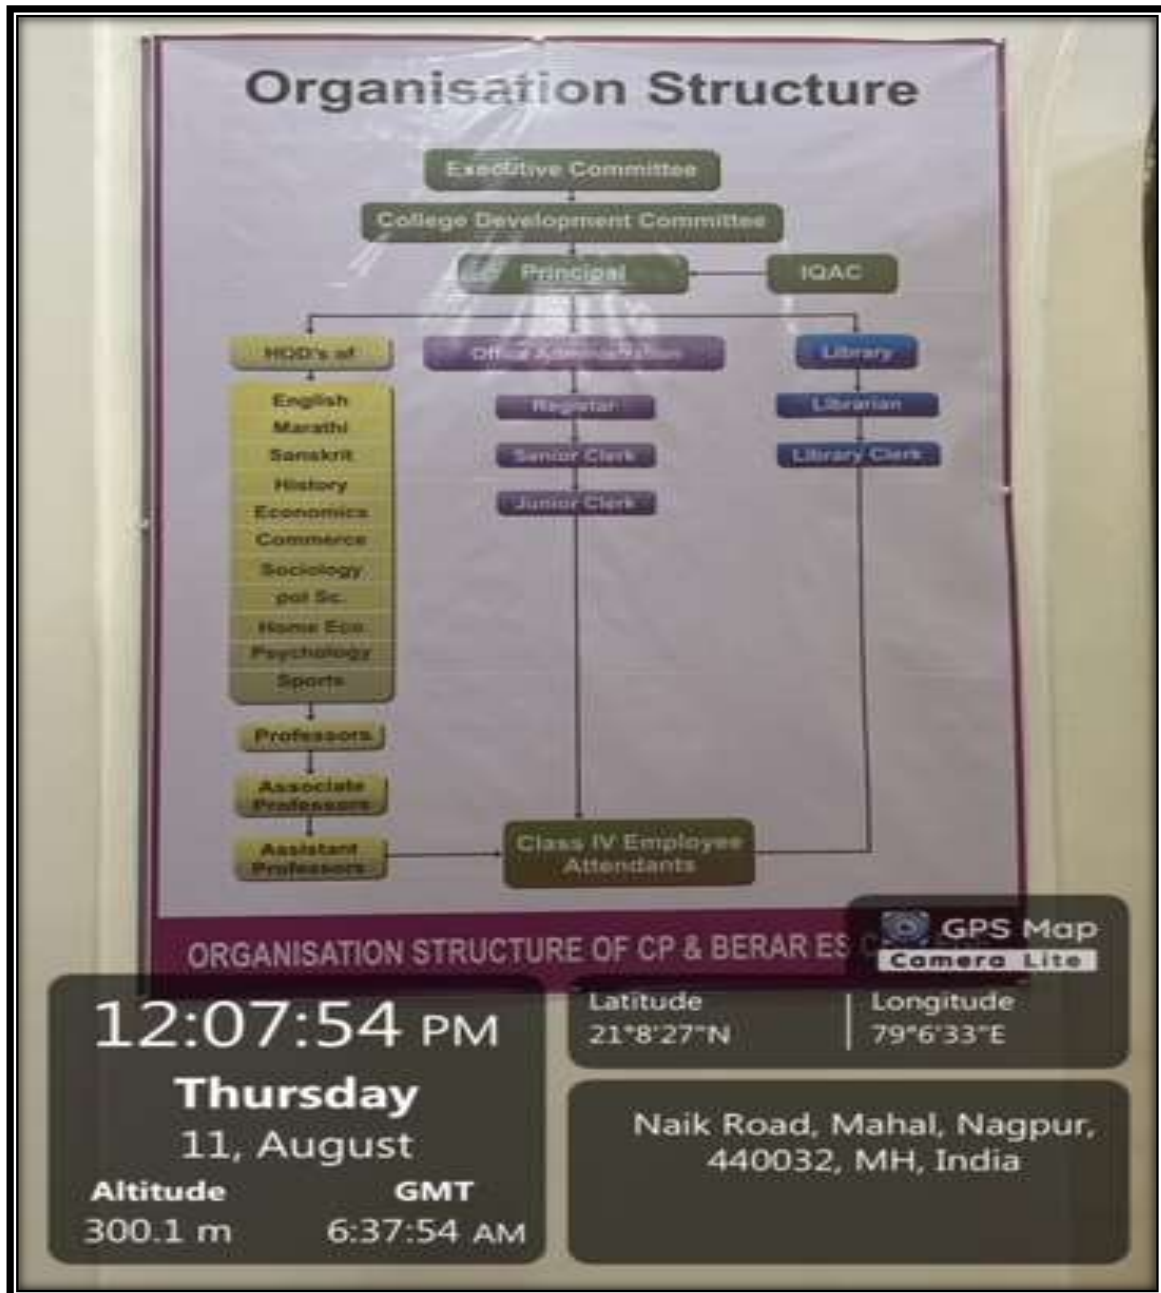 Organisation Structure
Executive Committee
College Development Committee
Principal
IQAC
HOD's of
Office Administration
Library
English
Marathi
Sanskrit
History
Economics
Commerce
Sociology
pol Sc.
Home Eco.
Psychology
Sports
Registar
Librarian
Senior Clerk
Library Clerk
Junior Clerk
Professors
Associate
Professors
Assistant
Professors
Class IV Employee
Attendants
ORGANISATION STRUCTURE OF CP & BERAR ES
GPS Map
Camera Lite
12:07:54 PM
Thursday
11, August
Altitude
300.1 m
GMT
6:37:54 AM
Latitude
21°8'27"N
Longitude
79°6'33"E
Naik Road, Mahal, Nagpur,
440032, MH, India